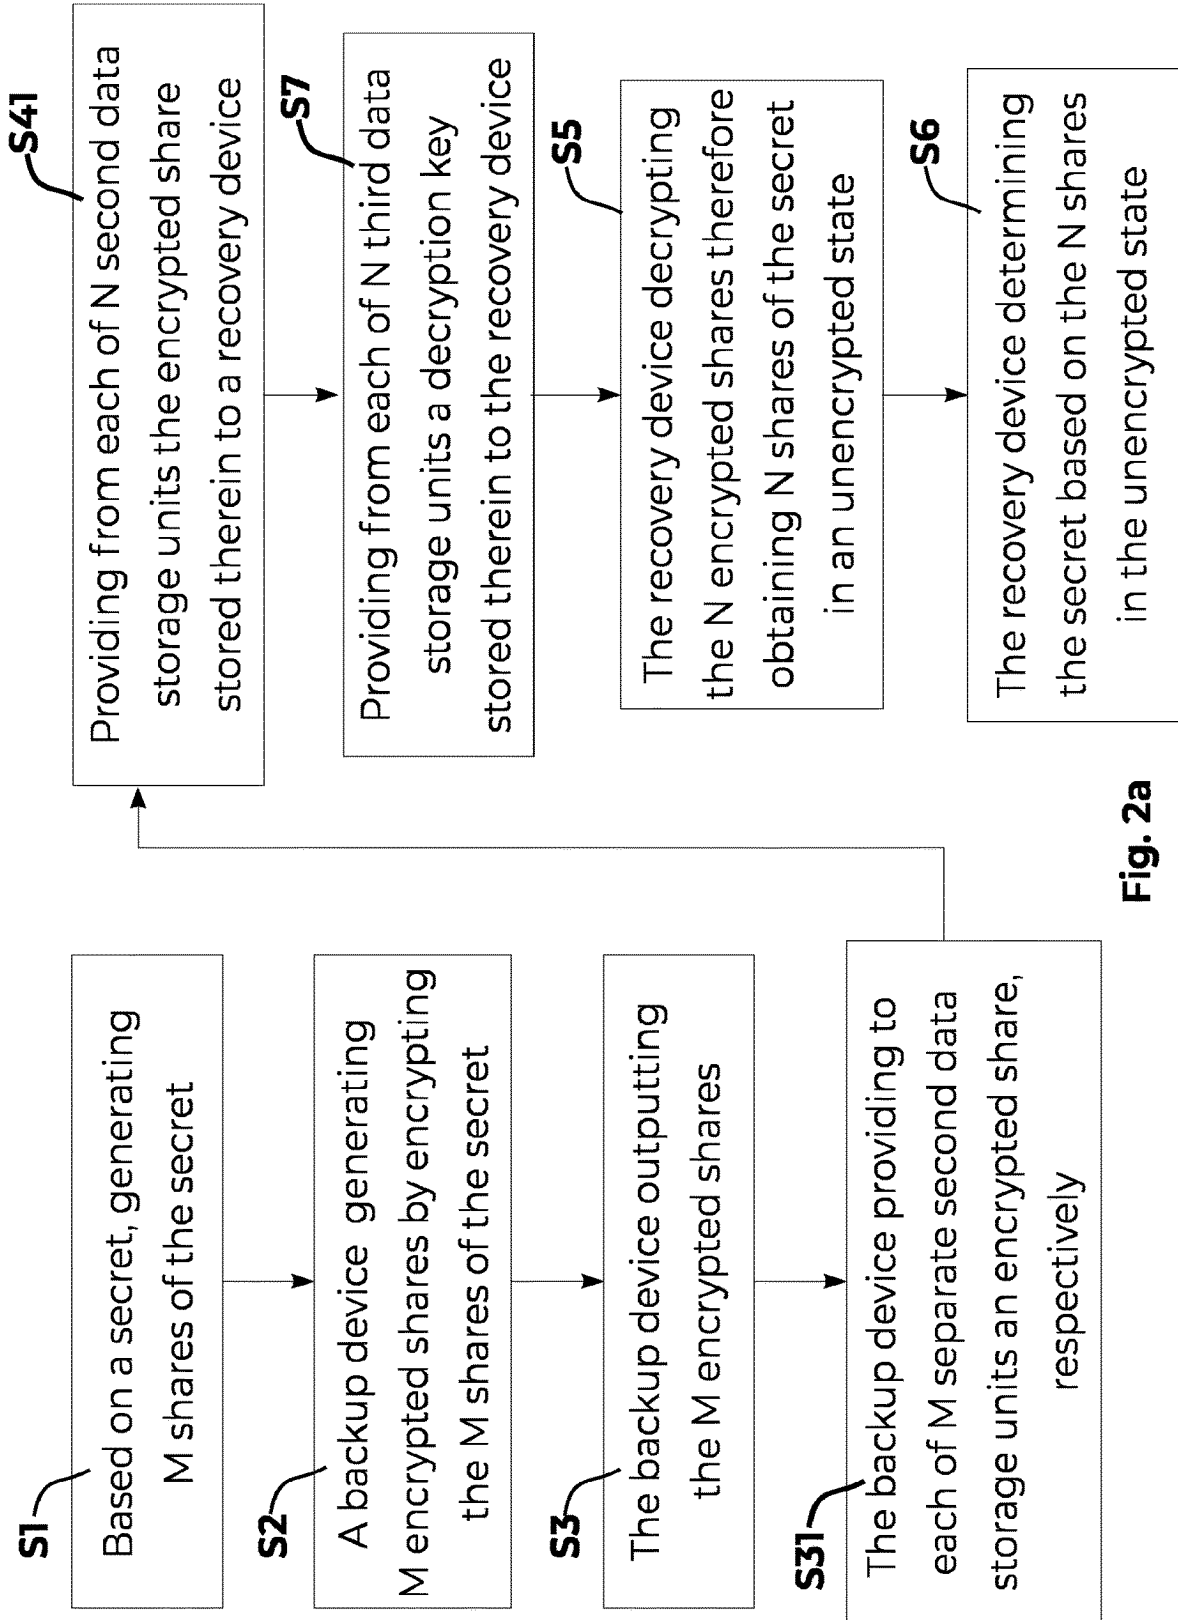 S1
Based on a secret, generating
M shares of the secret
S2
A backup device generating
M encrypted shares by encrypting
the M shares of the secret
S3
The backup device outputting
the M encrypted shares
S31
The backup device providing to
each of M separate second data
storage units an encrypted share,
respectively
S41
Providing from each of N second data
storage units the encrypted share
stored therein to a recovery device
S7
Providing from each of N third data
storage units a decryption key
stored therein to the recovery device
S5
The recovery device decrypting
the N encrypted shares therefore
obtaining N shares of the secret
in an unencrypted state
S6
The recovery device determining
the secret based on the N shares
in the unencrypted state
Fig. 2a